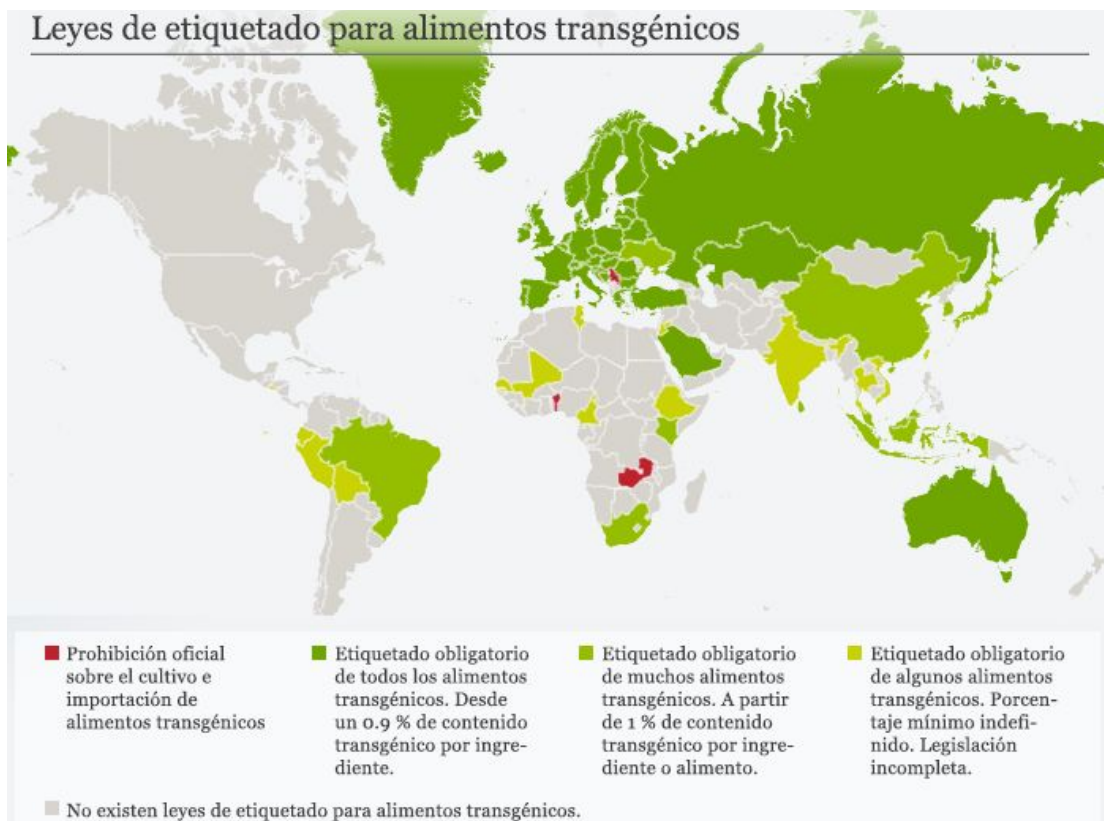 Leyes de etiquetado para alimentos transgénicos
Prohibición oficial
sobre el cultivo e
importación de
alimentos transgénicos
Etiquetado obligatorio
de todos los alimentos
transgénicos. Desde
un 0.9 % de contenido
transgénico por ingre-
diente.
Etiquetado obligatorio
de muchos alimentos
transgénicos. A partir
de 1 % de contenido
transgénico por ingre-
diente o alimento.
Etiquetado obligatorio
de algunos alimentos
transgénicos. Porcen-
taje mínimo indefi-
nido. Legislación
incompleta.
No existen leyes de etiquetado para alimentos transgénicos.